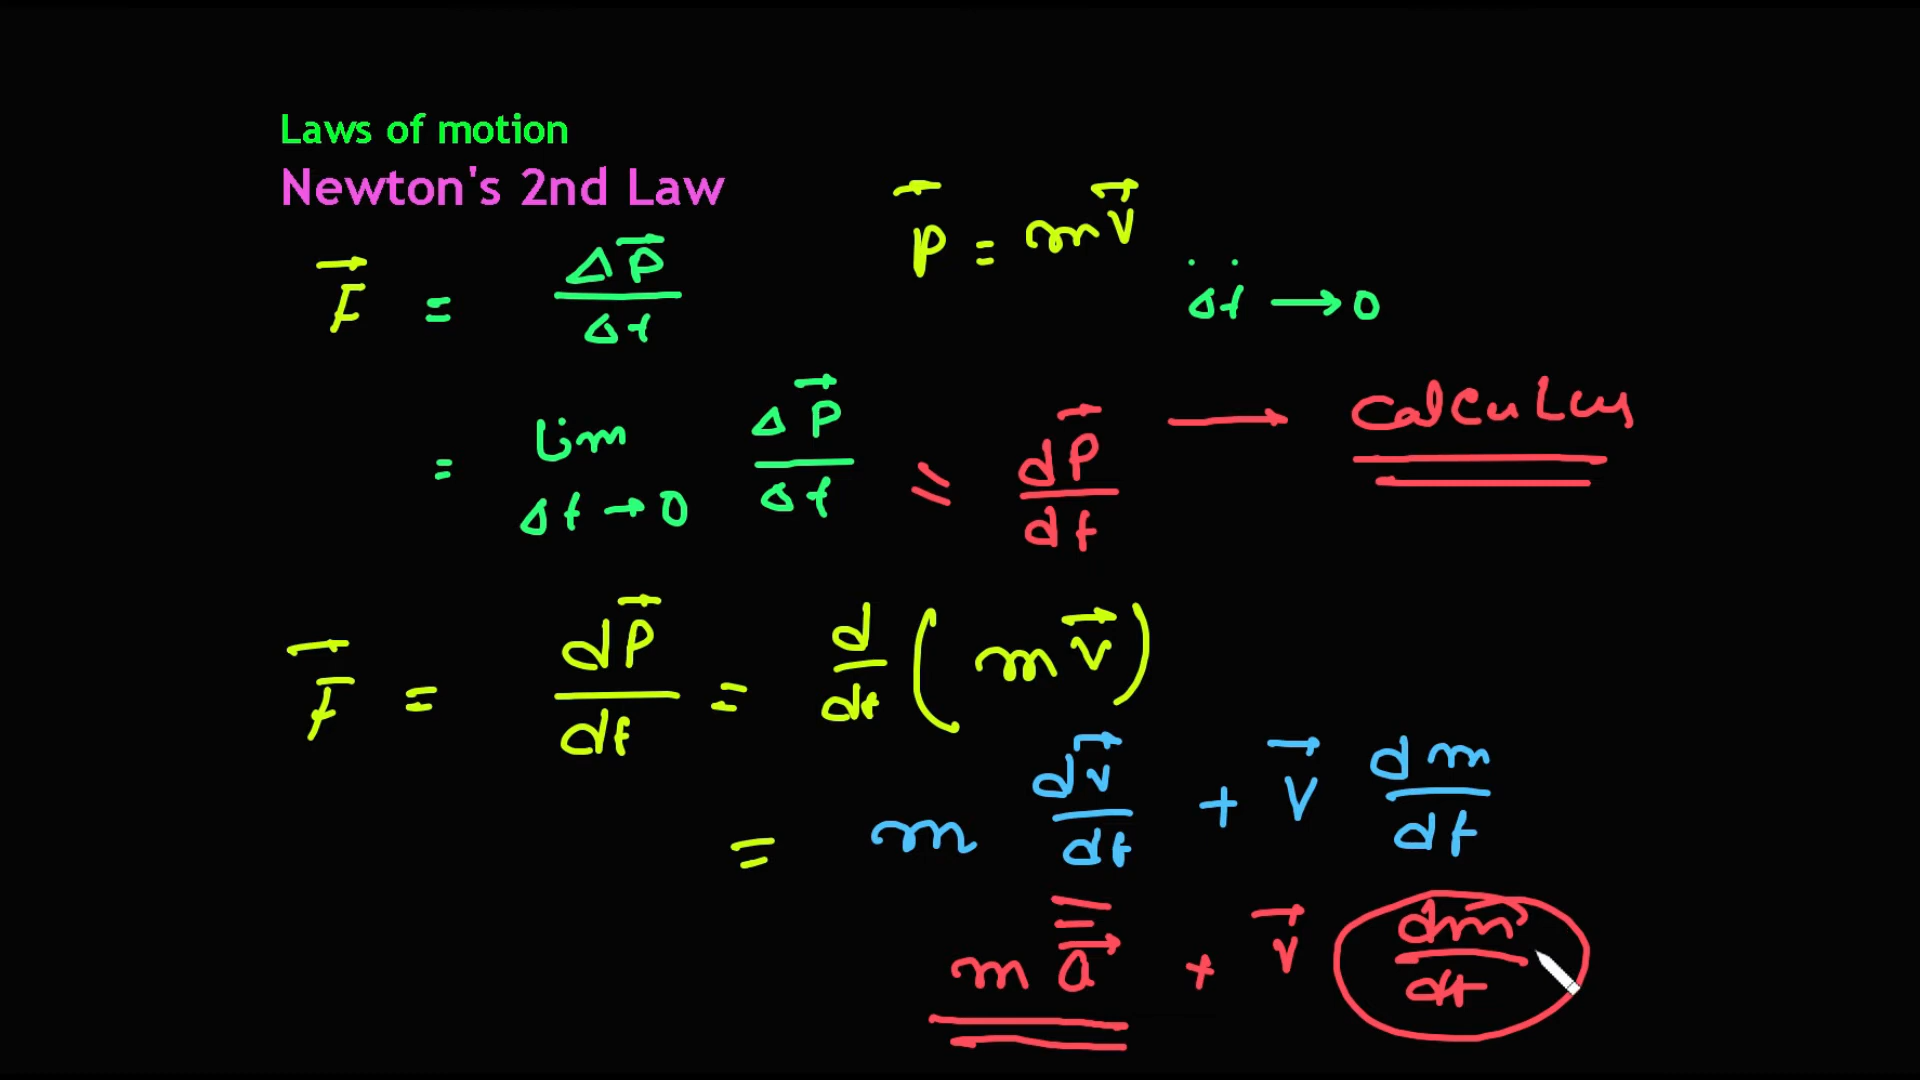 Laws of motion
Newton's 2nd Law
F⃗ = ΔP⃗/Δt
p⃗ = mv⃗
Δt → 0
= lim Δt→0 ΔP⃗/Δt = dP⃗/dt → Calculus
F⃗ = dP⃗/dt = d/dt (mv⃗)
= m dv⃗/dt + v⃗ dm/dt
ma⃗ + v⃗ dm/dt